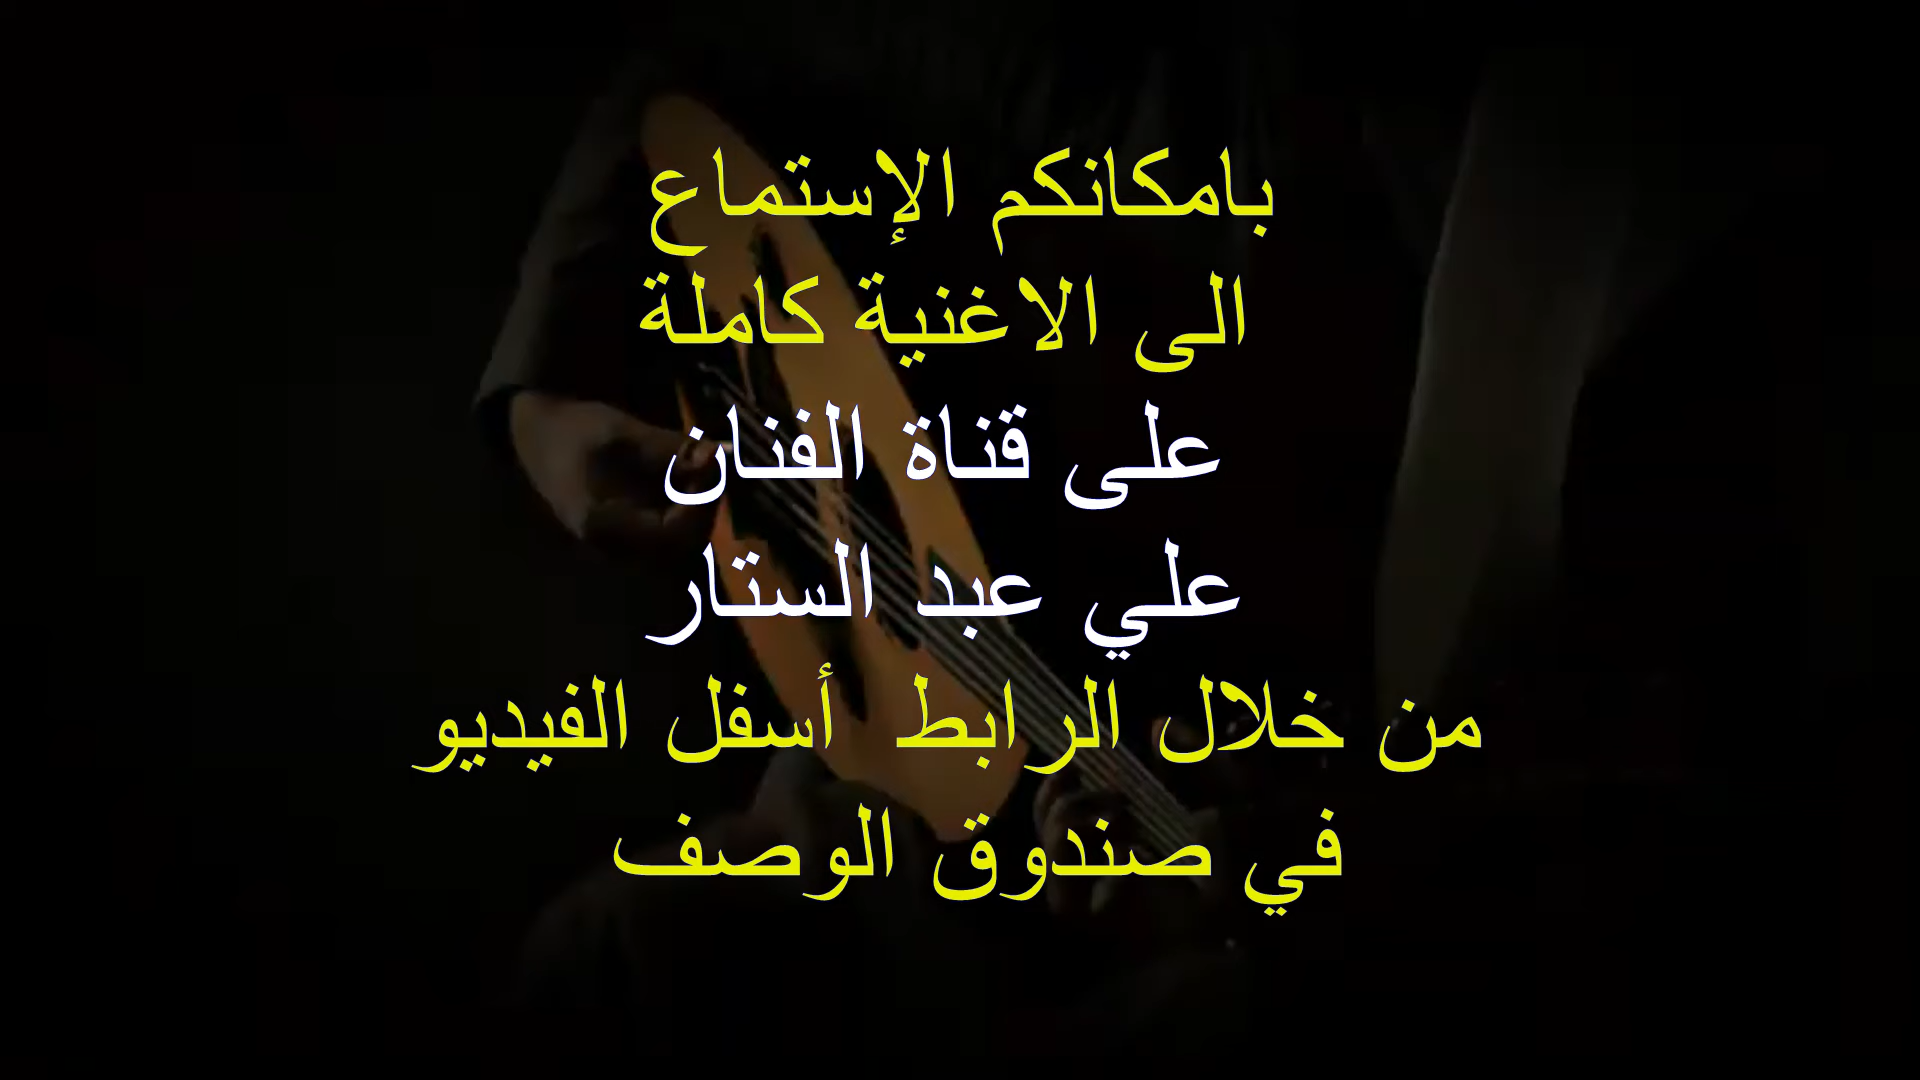 بامكانكم الإستماع
الى الاغنية كاملة
على قناة الفنان
علي عبد الستار
من خلال الرابط أسفل الفيديو
في صندوق الوصف